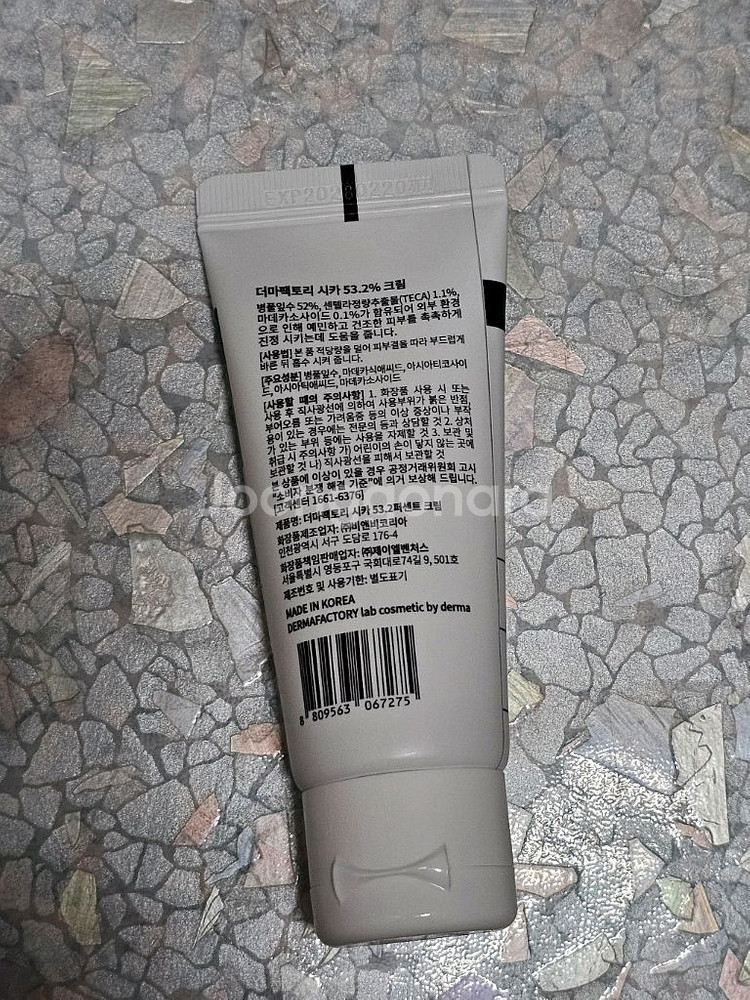 더마팩토리 시카 53.2% 크림
병풀잎수 52%, 센텔라정량추출물(TECA) 1.1%,
마데카소사이드 0.1%가 함유되어 외부 환경
으로 인해 예민하고 건조한 피부를 촉촉하게
진정 시키는데 도움을 줍니다.
[사용법] 본 품 적당량을 덜어 피부결을 따라 부드럽게
바른 뒤 흡수 시켜 줍니다.
[주요성분] 병풀잎수, 마데카식애씨드, 아시아티코사이
드, 아시아틱애씨드, 마데카소사이드
[사용할 때의 주의사항] 1. 화장품 사용 시 또는
사용 후 직사광선에 의하여 사용부위가 붉은 반점,
부어오름 또는 가려움증 등의 이상 증상이나 부작
용이 있는 경우에는 전문의 등과 상담할 것 2. 상처
가 있는 부위 등에는 사용을 자제할 것 3. 보관 및
취급 시 주의사항 가) 어린이의 손이 닿지 않는 곳에
보관할 것 나) 직사광선을 피해서 보관할 것
본 상품에 이상이 있을 경우 공정거래위원회 고시
"소비자 분쟁 해결 기준"에 의거 보상해 드립니다.
[고객센터 1661-6376]
제품명: 더마팩토리 시카 53.2퍼센트 크림
화장품제조업자: ㈜비앤비코리아
인천광역시 서구 도담로 176-4
화장품책임판매업자: ㈜제이엘벤처스
서울특별시 영등포구 국회대로74길 9, 501호
제조번호 및 사용기한: 별도표기
MADE IN KOREA
DERMAFACTORY lab cosmetic by derma
8 809563 067275